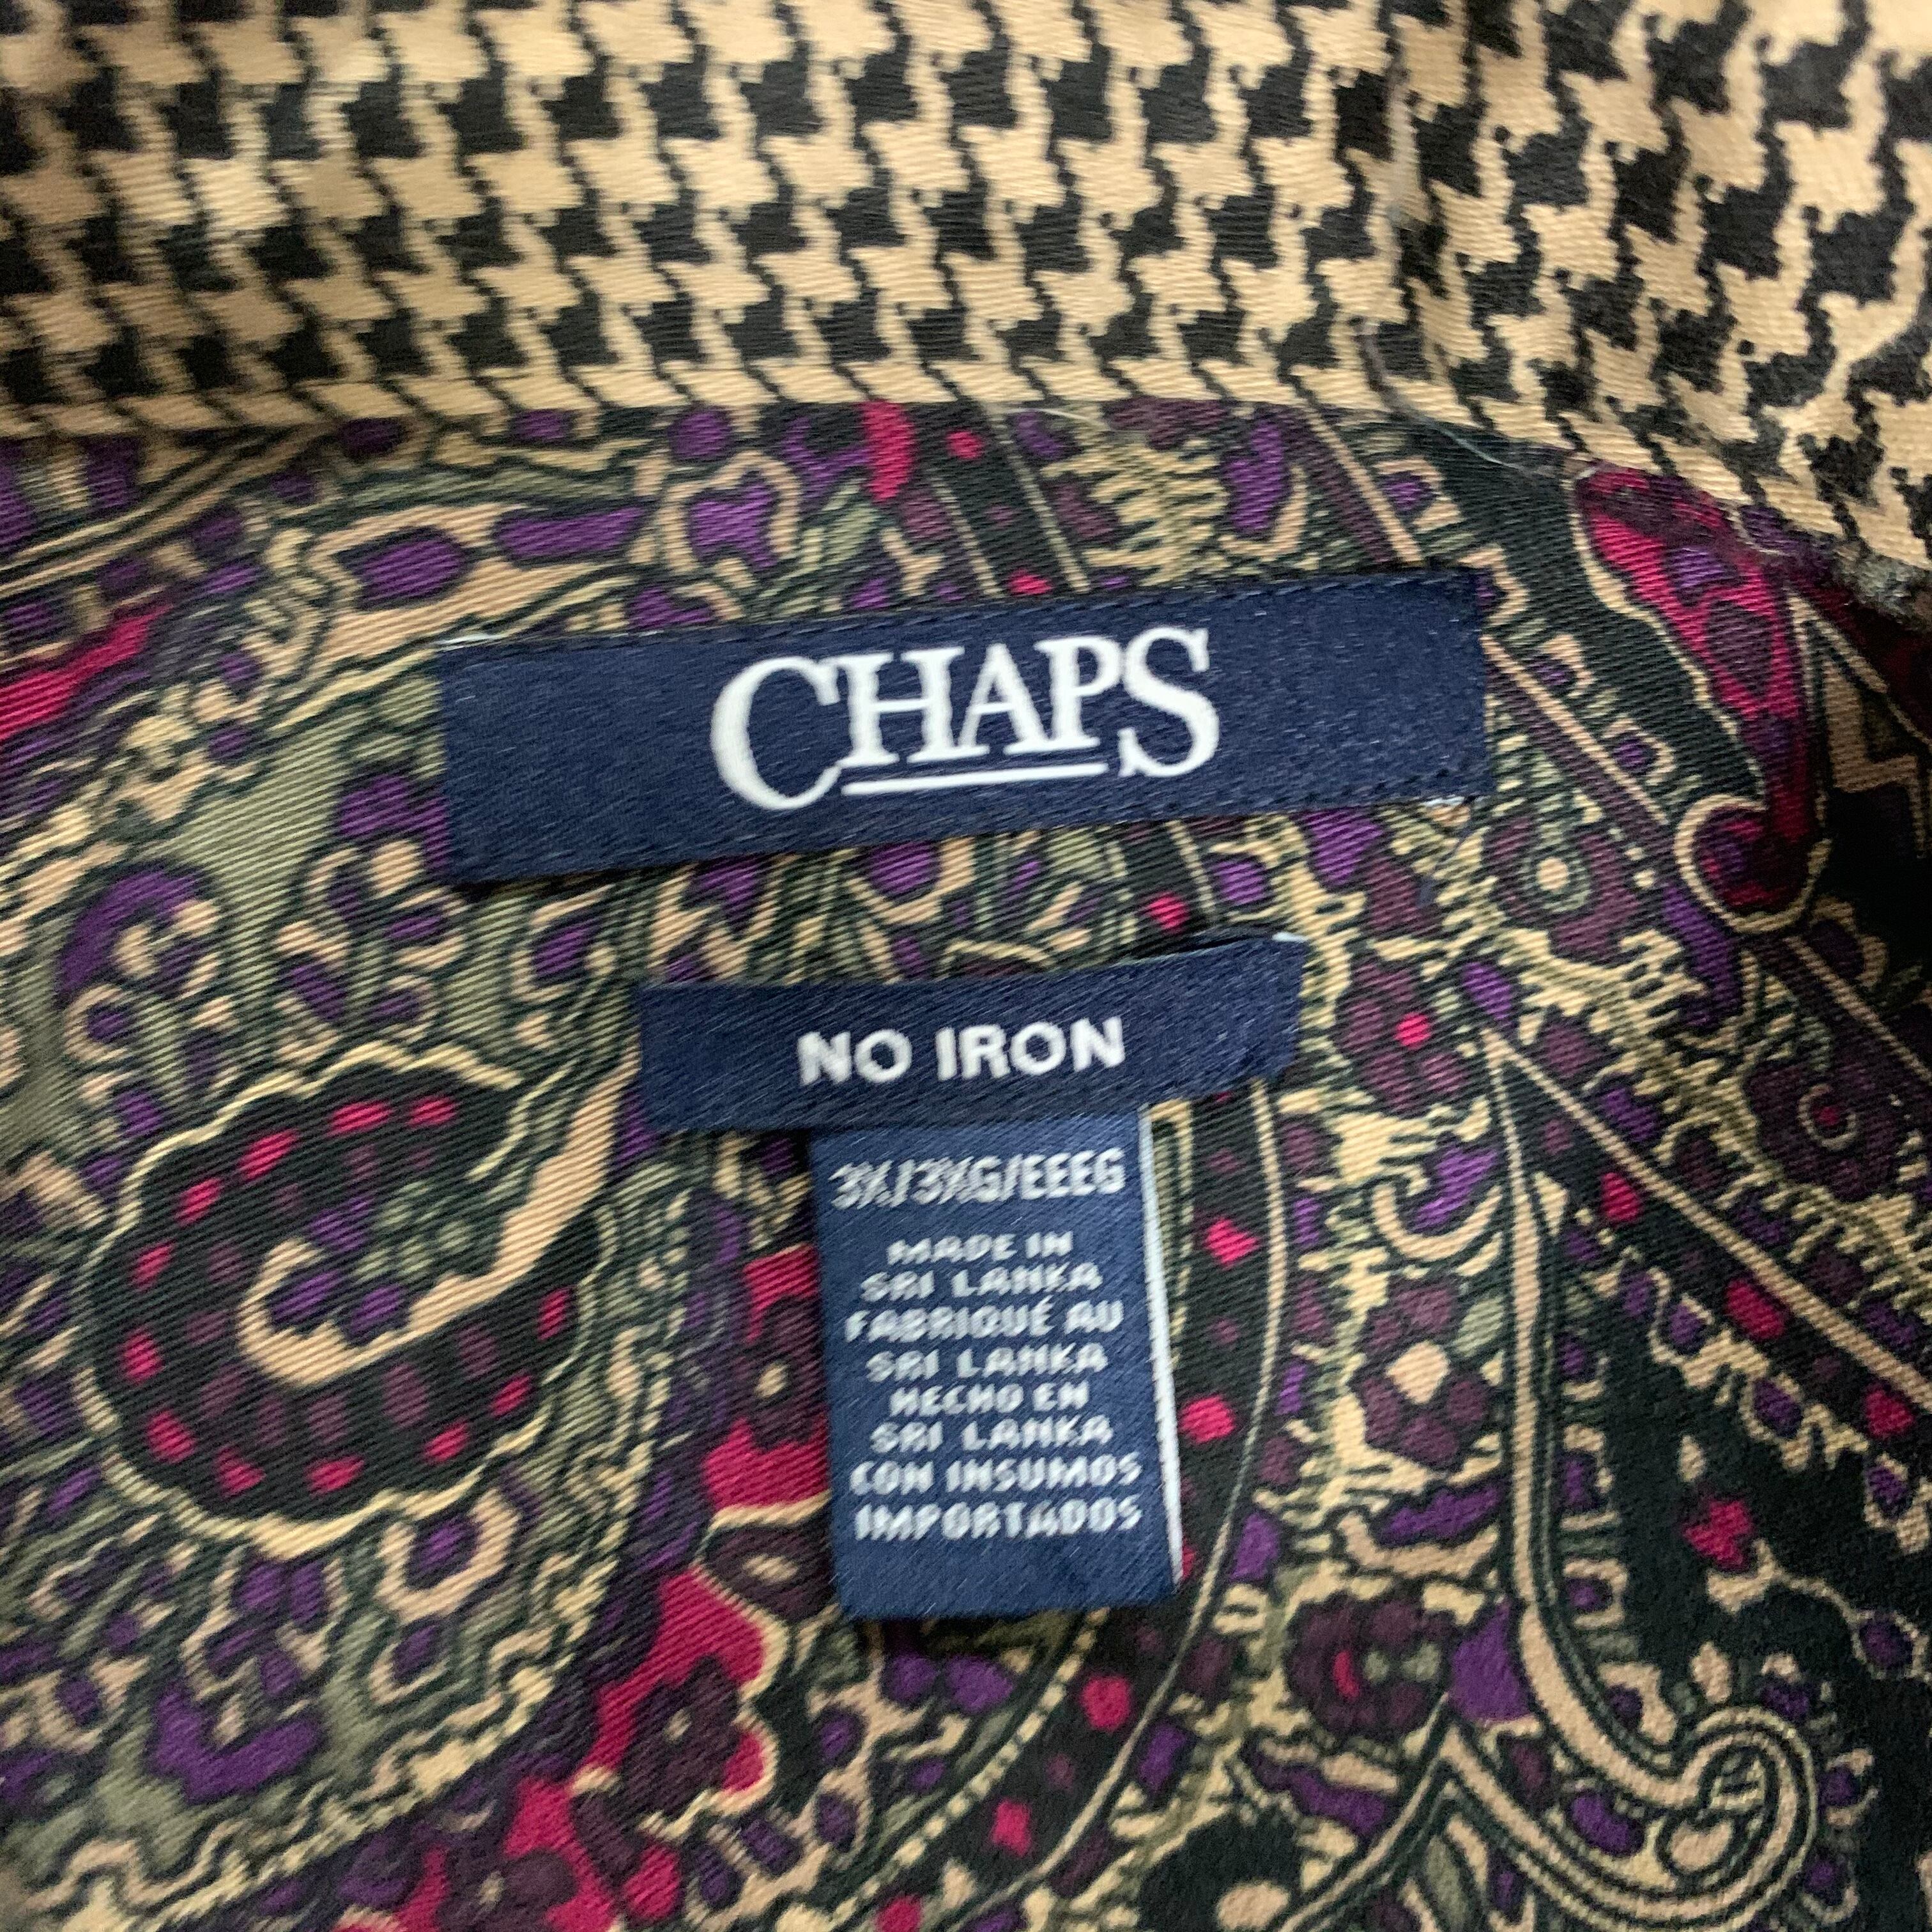 CHAPS
NO IRON
3X/3XG/EEEG
MADE IN
SRI LANKA
FABRIQUÉ AU
SRI LANKA
HECHO EN
SRI LANKA
CON INSUMOS
IMPORTADOS